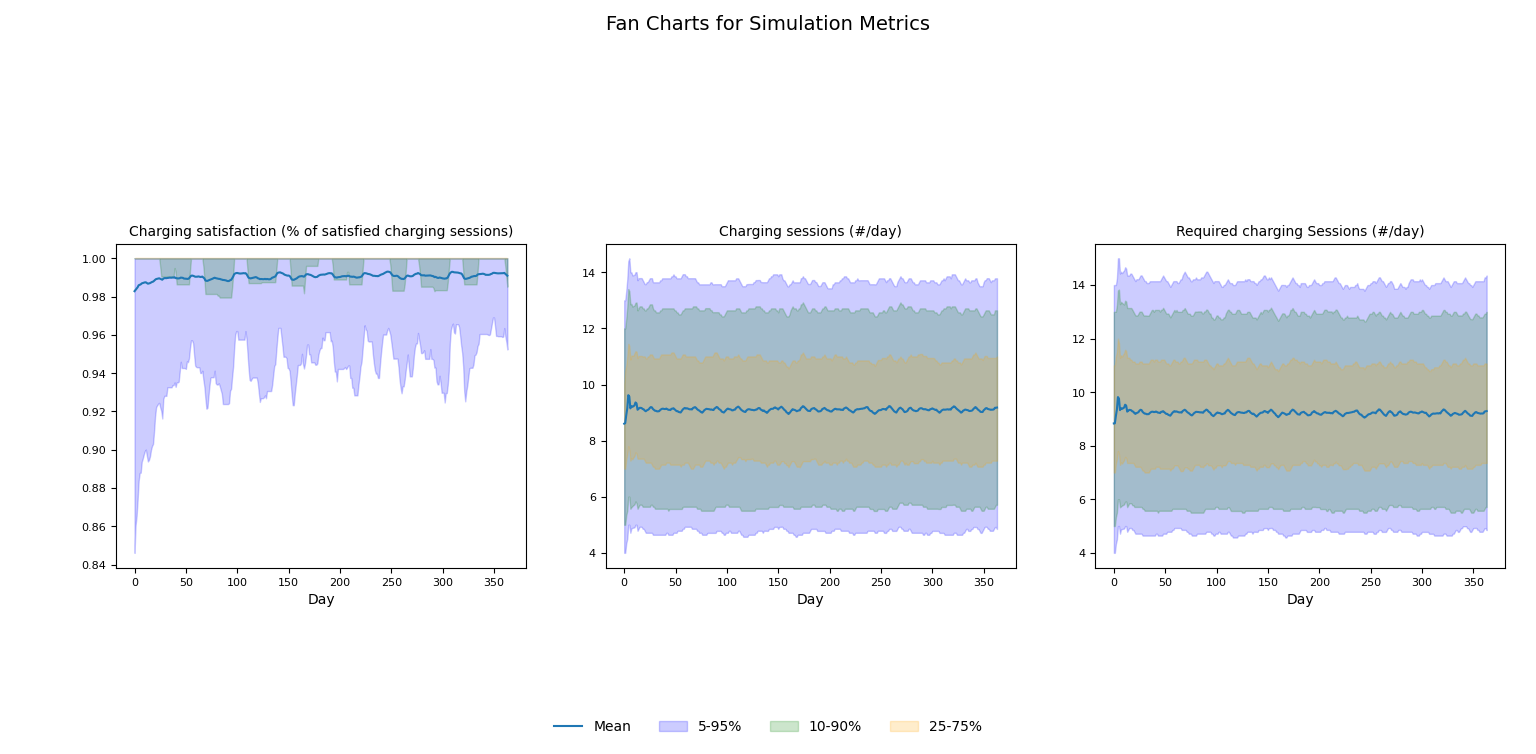 Fan Charts for Simulation Metrics
Charging satisfaction (% of satisfied charging sessions)
1.00
0.98
0.96
0.94
0.92
0.90
0.88
0.86
0.84
0 50 100 150 200 250 300 350
Day
Charging sessions (#/day)
14
12
10
8
6
4
0 50 100 150 200 250 300 350
Day
Required charging Sessions (#/day)
14
12
10
8
6
4
0 50 100 150 200 250 300 350
Day
Mean 5-95% 10-90% 25-75%